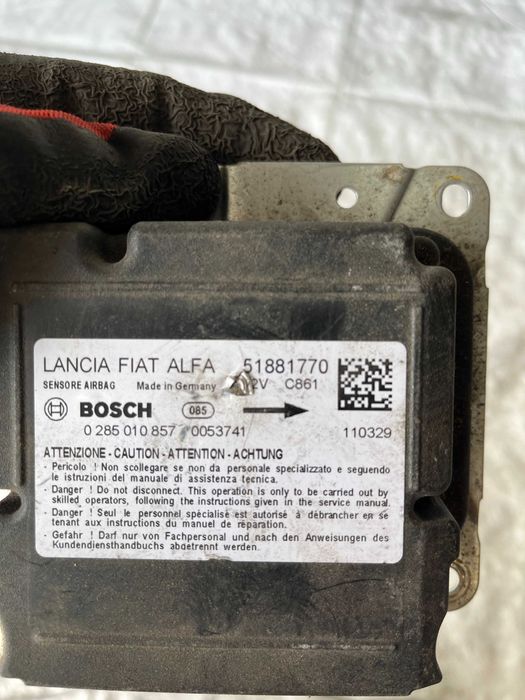 LANCIA FIAT ALFA 51881770
SENSORE AIRBAG Made in Germany 12V C861
BOSCH 085
0 285 010 857 0053741 110329
ATTENZIONE - CAUTION - ATTENTION - ACHTUNG
- Pericolo ! Non scollegare se non da personale specializzato e seguendo
le istruzioni del manuale di assistenza tecnica.
- Danger ! Do not disconnect. This operation is only to be carried out by
skilled operators, following the instructions given in the service manual.
- Danger ! Seul le personnel spécialisé est autorisé à débrancher en se
tenant aux instructions du manuel de réparation.
- Gefahr ! Darf nur von Fachpersonal und nach den Anweisungen des
Kundendiensthandbuchs abgetrennt werden.